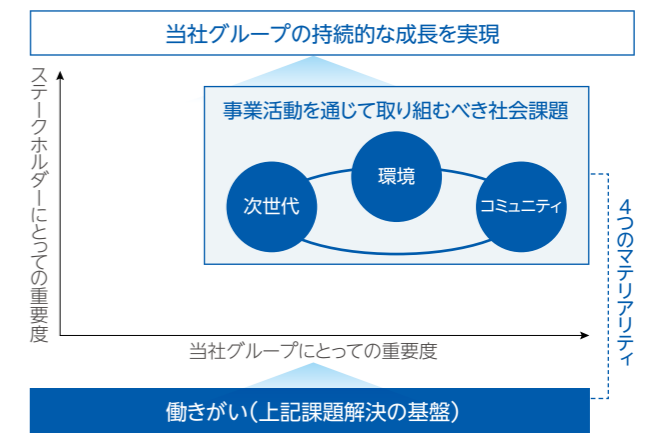 当社グループの持続的な成長を実現
ステークホルダーにとっての重要度
事業活動を通じて取り組むべき社会課題
環境
次世代
コミュニティ
4つのマテリアリティ
当社グループにとっての重要度
働きがい(上記課題解決の基盤)